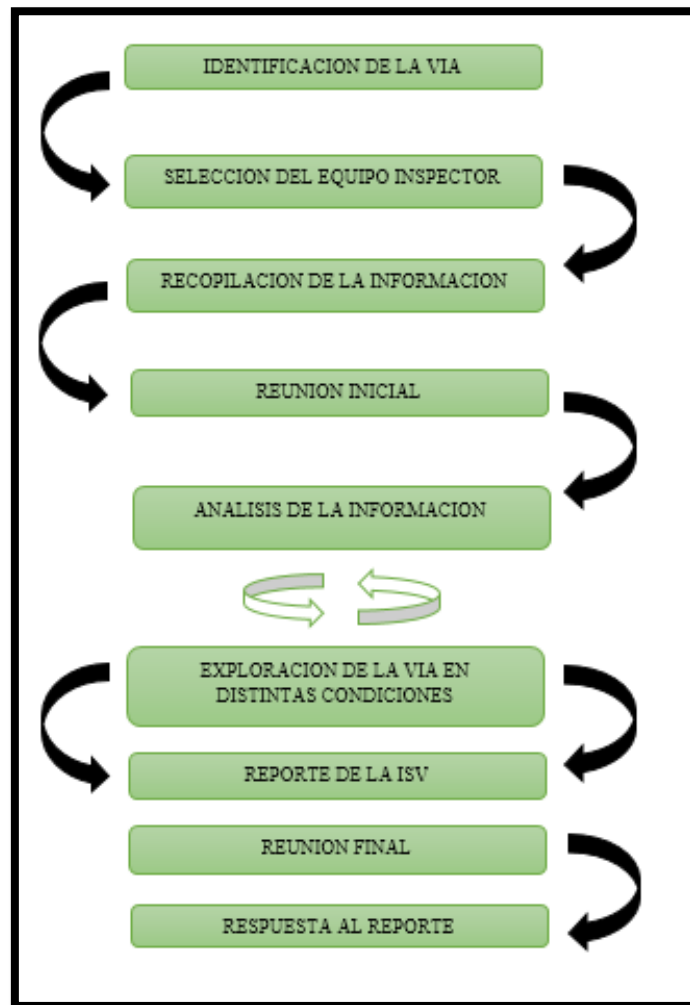 IDENTIFICACION DE LA VIA
SELECCION DEL EQUIPO INSPECTOR
RECOPILACION DE LA INFORMACION
REUNION INICIAL
ANALISIS DE LA INFORMACION
EXPLORACION DE LA VIA EN
DISTINTAS CONDICIONES
REPORTE DE LA ISV
REUNION FINAL
RESPUESTA AL REPORTE